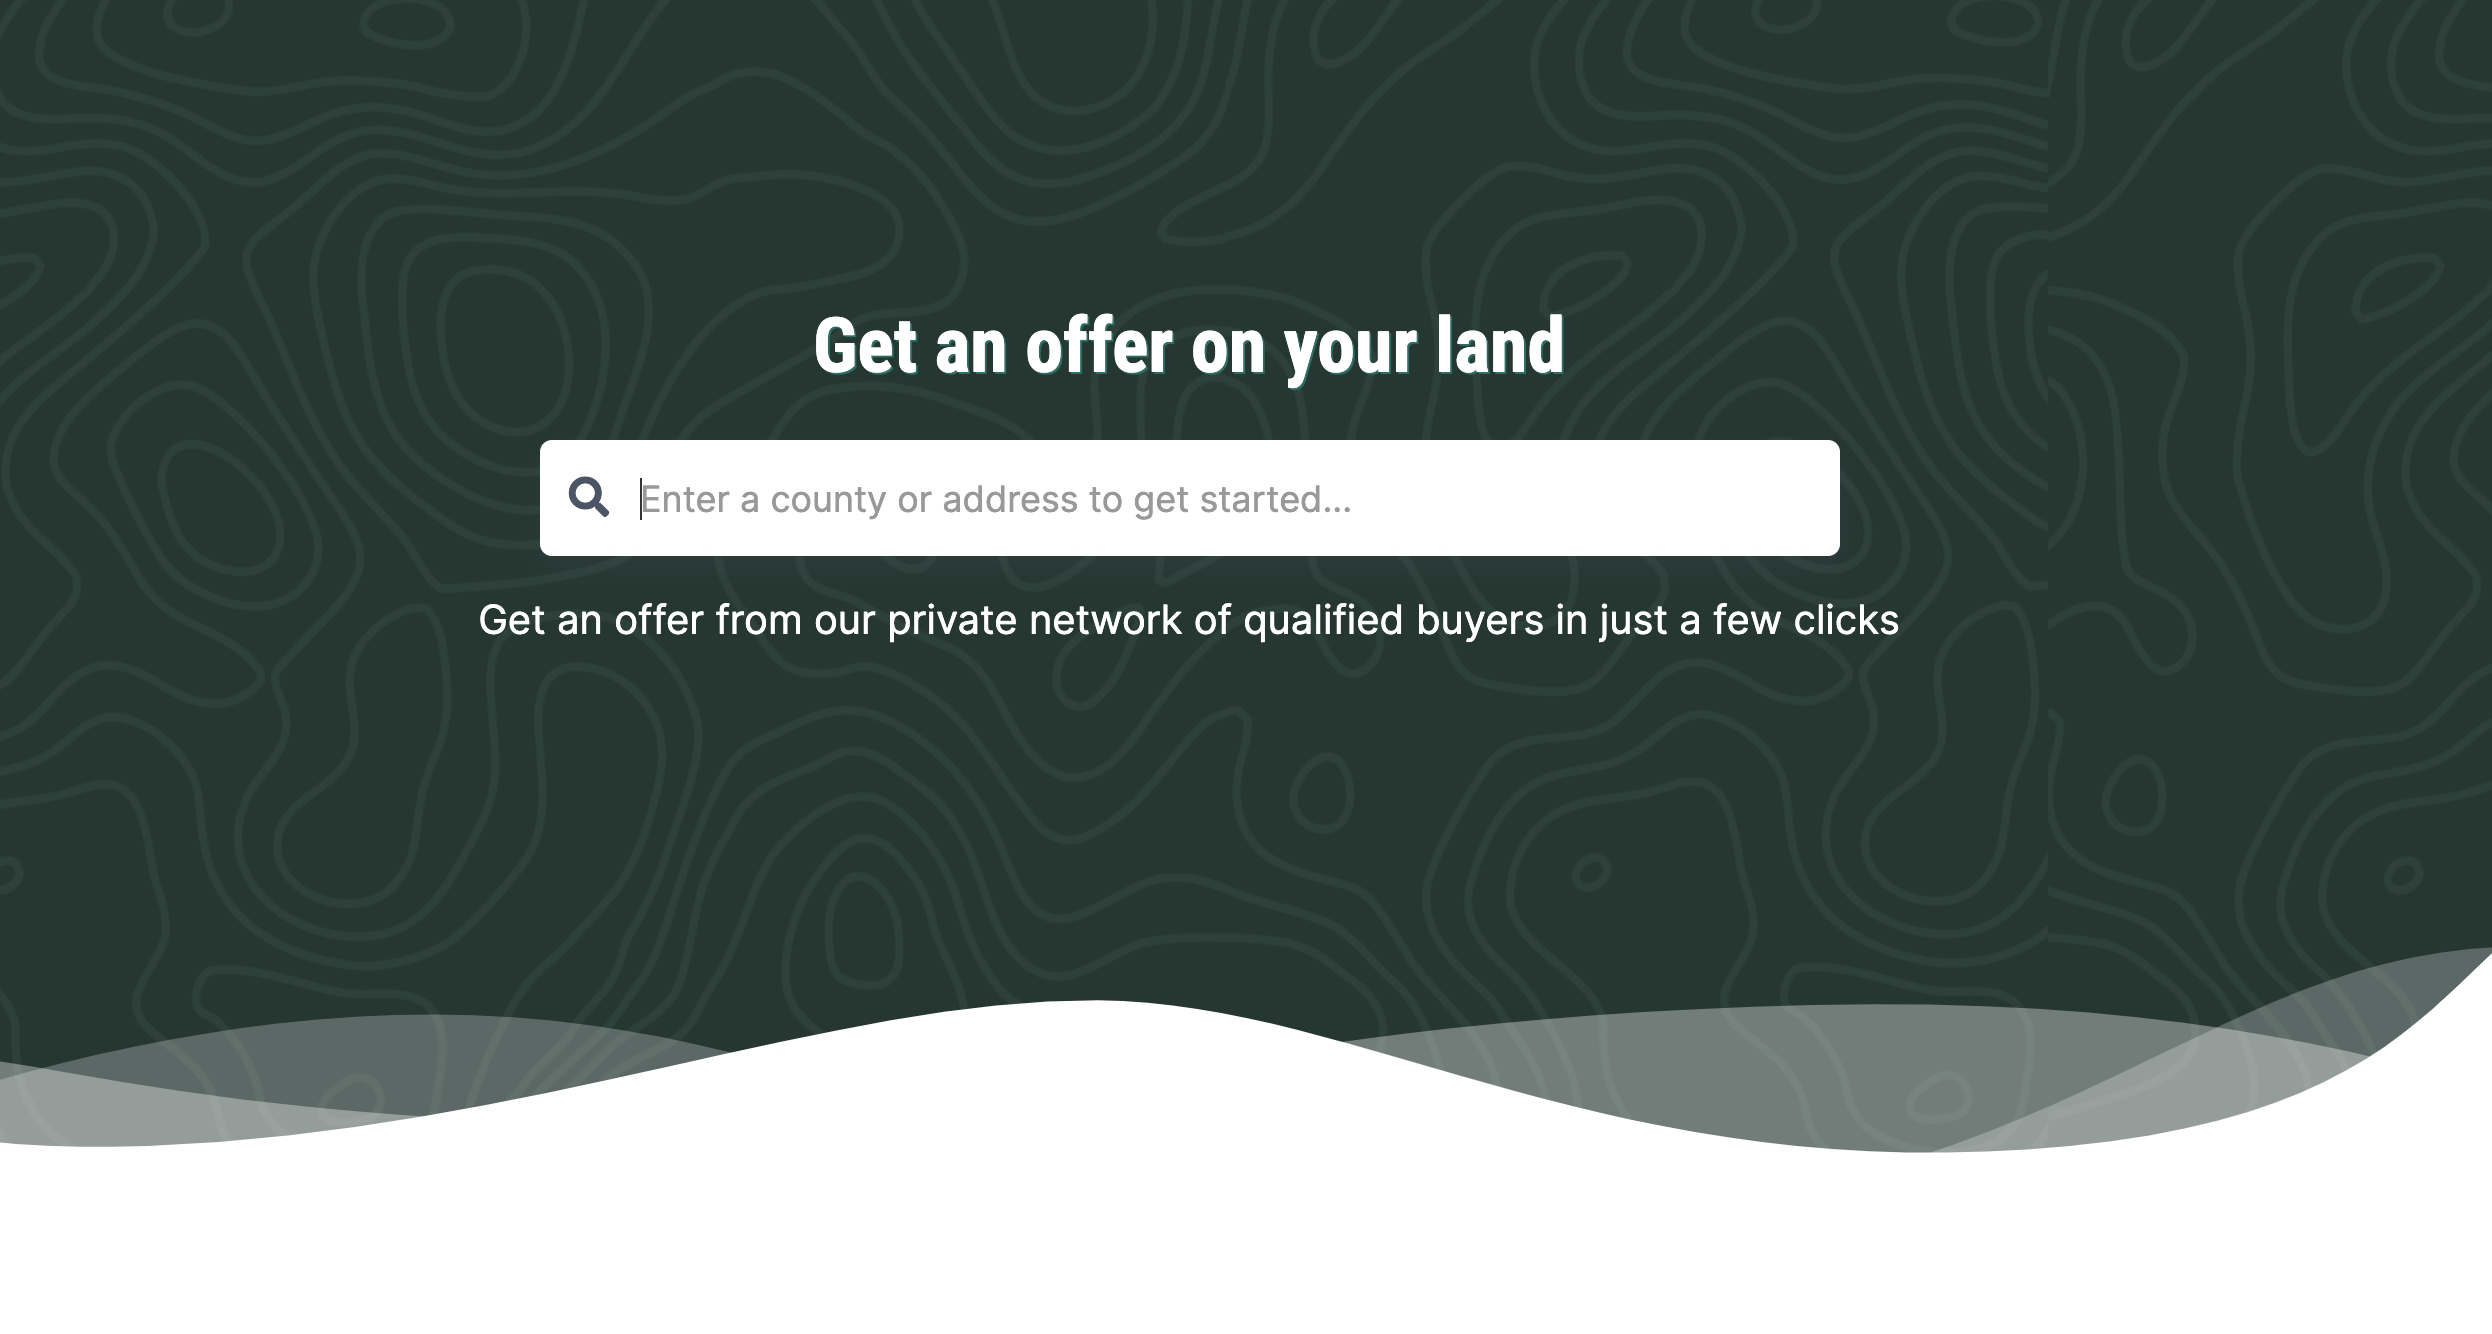 Get an offer on your land
Enter a county or address to get started...
Get an offer from our private network of qualified buyers in just a few clicks